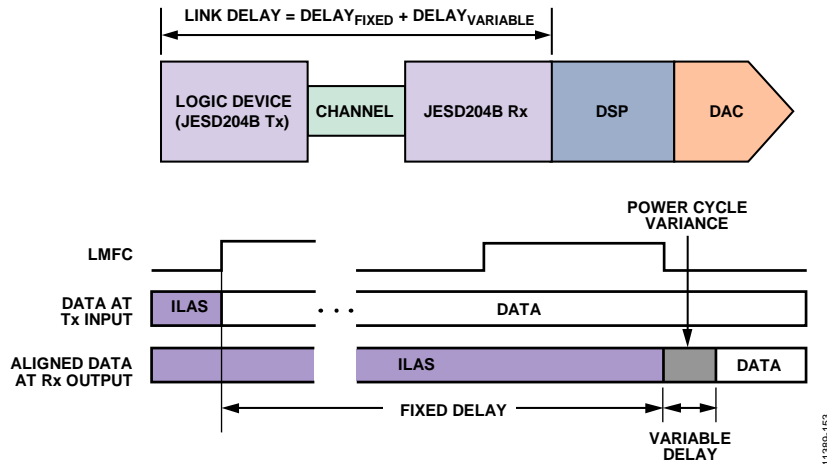 LINK DELAY = DELAYFIXED + DELAYVARIABLE
LOGIC DEVICE
(JESD204B Tx)
CHANNEL
JESD204B Rx
DSP
DAC
POWER CYCLE
VARIANCE
LMFC
DATA AT
Tx INPUT
ILAS
. . .
DATA
ALIGNED DATA
AT Rx OUTPUT
ILAS
DATA
FIXED DELAY
VARIABLE
DELAY
11389-153